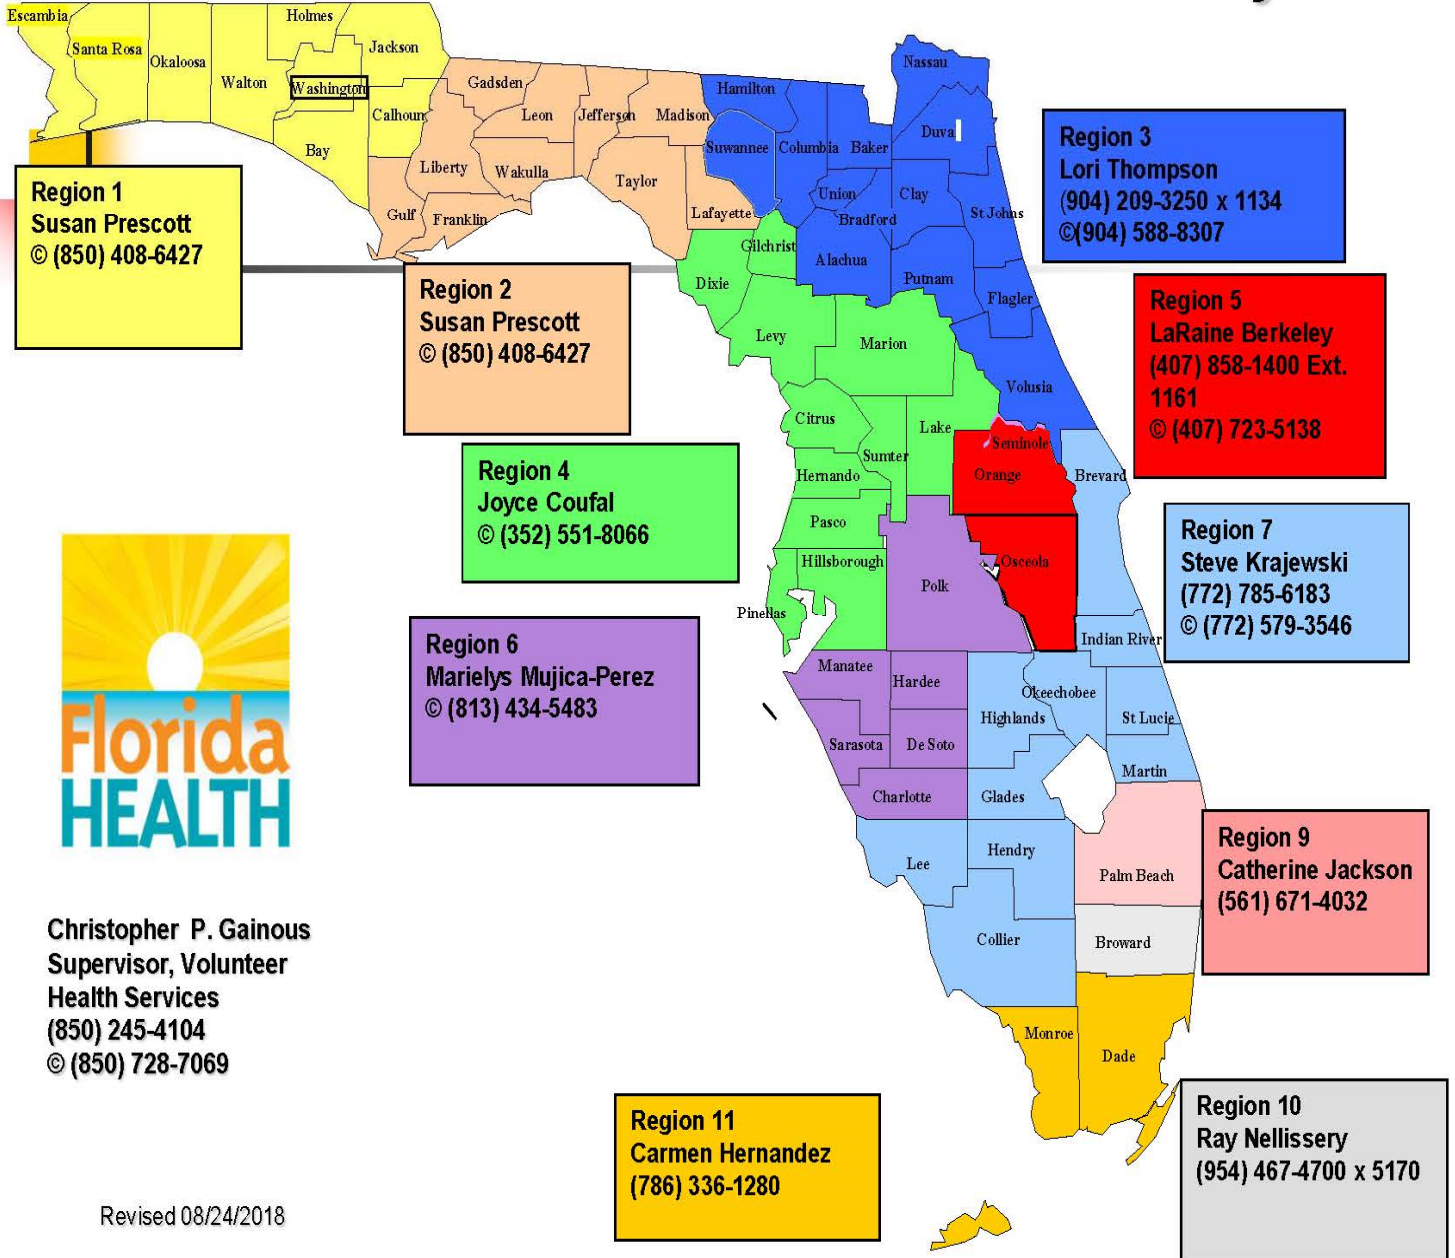 Escambia
Santa Rosa
Okaloosa
Walton
Holmes
Washington
Jackson
Bay
Calhoun
Gadsden
Leon
Jefferson
Madison
Liberty
Wakulla
Taylor
Gulf
Franklin
Lafayette
Hamilton
Suwannee
Columbia
Baker
Nassau
Duval
Union
Bradford
Clay
St Johns
Alachua
Putnam
Flagler
Volusia
Gilchrist
Dixie
Levy
Marion
Citrus
Lake
Sumter
Hernando
Pasco
Hillsborough
Pinellas
Seminole
Orange
Osceola
Brevard
Polk
Indian River
Manatee
Hardee
Okeechobee
Highlands
St Lucie
Sarasota
De Soto
Martin
Charlotte
Glades
Lee
Hendry
Palm Beach
Collier
Broward
Monroe
Dade
Region 1
Susan Prescott
© (850) 408-6427
Region 2
Susan Prescott
© (850) 408-6427
Region 3
Lori Thompson
(904) 209-3250 x 1134
©(904) 588-8307
Region 4
Joyce Coufal
© (352) 551-8066
Region 5
LaRaine Berkeley
(407) 858-1400 Ext.
1161
© (407) 723-5138
Region 6
Marielys Mujica-Perez
© (813) 434-5483
Region 7
Steve Krajewski
(772) 785-6183
© (772) 579-3546
Region 9
Catherine Jackson
(561) 671-4032
Region 10
Ray Nellissery
(954) 467-4700 x 5170
Region 11
Carmen Hernandez
(786) 336-1280
Florida
HEALTH
Christopher P. Gainous
Supervisor, Volunteer
Health Services
(850) 245-4104
© (850) 728-7069
Revised 08/24/2018